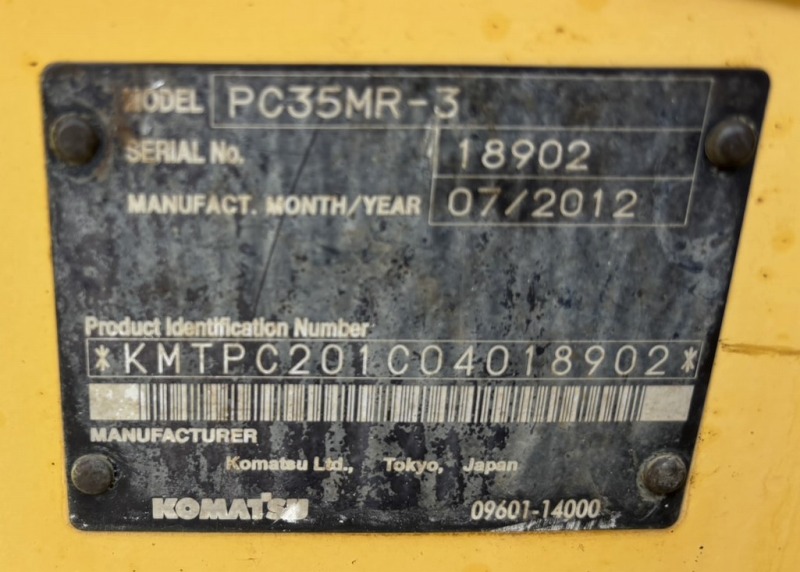 MODEL PC35MR-3
SERIAL No. 18902
MANUFACT. MONTH/YEAR 07/2012
Product Identification Number
*KMTPC201C04018902*
MANUFACTURER
Komatsu Ltd., Tokyo, Japan
KOMATSU 09601-14000